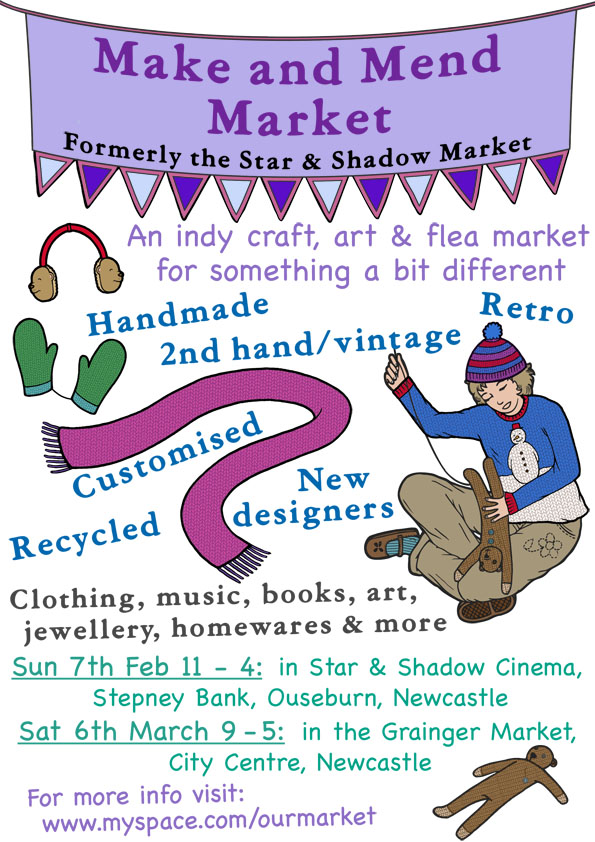 Make and Mend
Market
Formerly the Star & Shadow Market
An indy craft, art & flea market
for something a bit different
Handmade
Retro
2nd hand/vintage
Customised
New
designers
Recycled
Clothing, music, books, art,
jewellery, homewares & more
Sun 7th Feb 11 - 4: in Star & Shadow Cinema,
Stepney Bank, Ouseburn, Newcastle
Sat 6th March 9 - 5: in the Grainger Market,
City Centre, Newcastle
For more info visit:
www.myspace.com/ourmarket